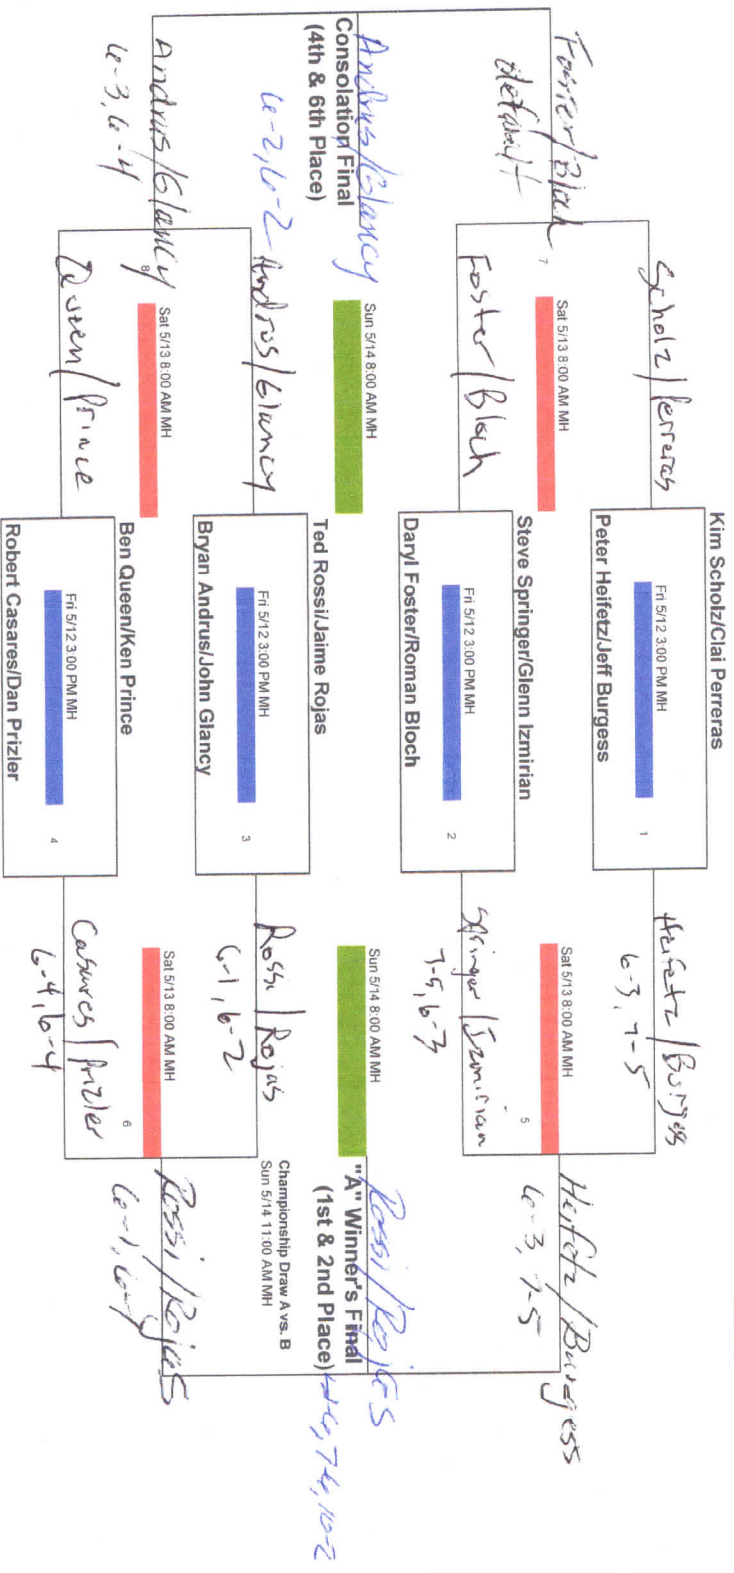 Kim Scholz/Clai Perreras
Fri 5/12 3:00 PM MH
1
Peter Heifetz/Jeff Burgess
Steve Springer/Glenn Izmirian
Fri 5/12 3:00 PM MH
2
Daryl Foster/Roman Bloch
Ted Rossi/Jaime Rojas
Fri 5/12 3:00 PM MH
3
Bryan Andrus/John Glancy
Ben Queen/Ken Prince
Fri 5/12 3:00 PM MH
4
Robert Casares/Dan Prizler
Scholz/Perreras
Sat 5/13 8:00 AM MH
7
Foster/Bloch
Foster/Bloch
default
Andrus/Glancy
Sat 5/13 8:00 AM MH
8
Queen/Prince
Andrus/Glancy
6-3, 6-4
Sun 5/14 8:00 AM MH
Andrus/Glancy
Consolation Final
(4th & 6th Place)
6-2, 6-2
Heifetz/Burgess
6-3, 7-5
Sat 5/13 8:00 AM MH
5
Springer/Izmirian
7-5, 6-3
Heifetz/Burgess
6-3, 7-5
Rossi/Rojas
6-1, 6-2
Sat 5/13 8:00 AM MH
6
Casares/Prizler
6-4, 6-4
Rossi/Rojas
6-1,
Sun 5/14 8:00 AM MH
Rossi/Rojas
"A" Winner's Final
(1st & 2nd Place)
7-6, 10-2
Championship Draw A vs. B
Sun 5/14 11:00 AM MH